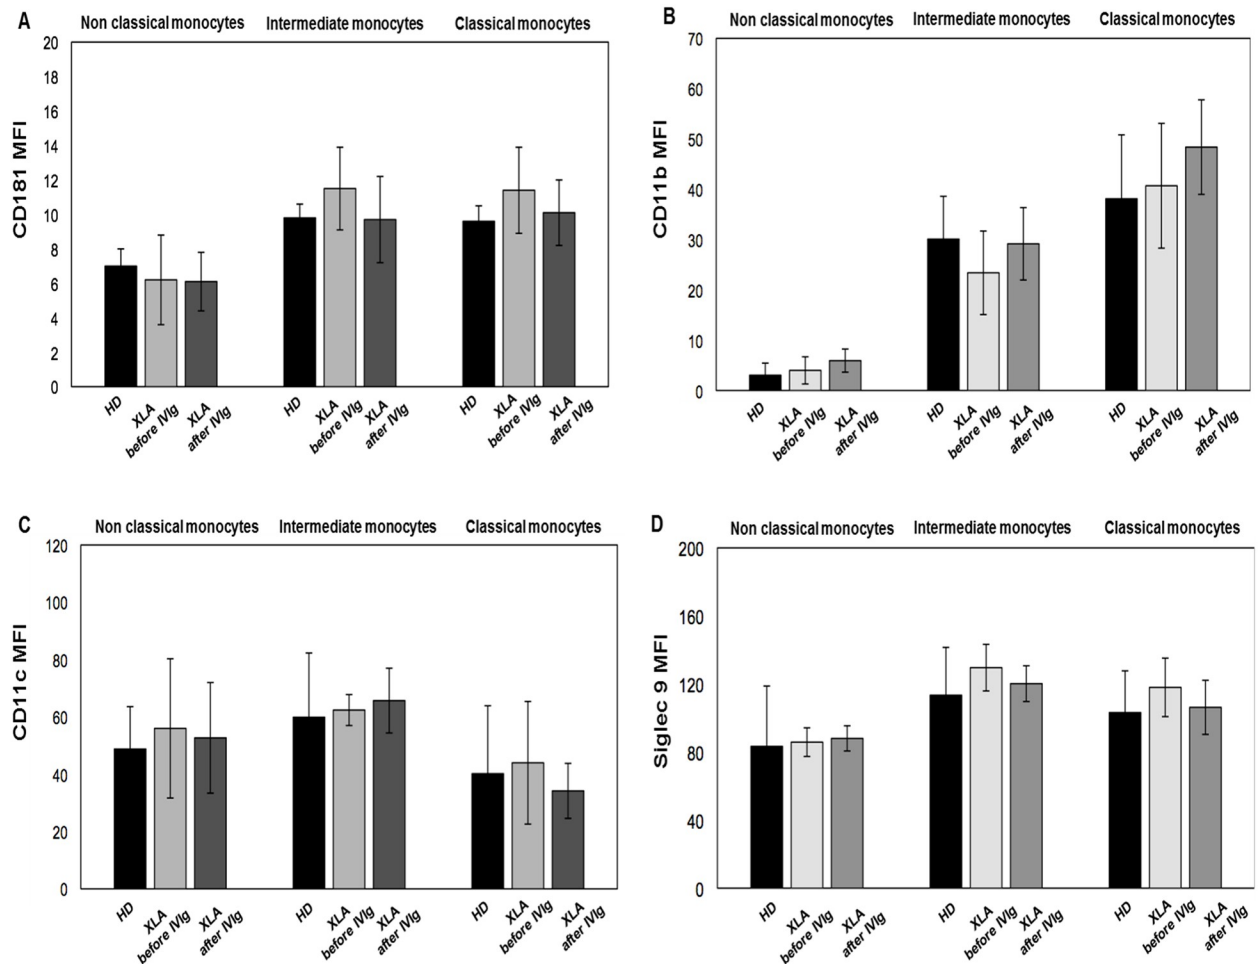 A
Non classical monocytes Intermediate monocytes Classical monocytes
CD181 MFI
20
18
16
14
12
10
8
6
4
2
0
HD XLA before IVIg XLA after IVIg HD XLA before IVIg XLA after IVIg HD XLA before IVIg XLA after IVIg
B
Non classical monocytes Intermediate monocytes Classical monocytes
CD11b MFI
70
60
50
40
30
20
10
0
HD XLA before IVIg XLA after IVIg HD XLA before IVIg XLA after IVIg HD XLA before IVIg XLA after IVIg
C
Non classical monocytes Intermediate monocytes Classical monocytes
CD11c MFI
120
100
80
60
40
20
0
HD XLA before IVIg XLA after IVIg HD XLA before IVIg XLA after IVIg HD XLA before IVIg XLA after IVIg
D
Non classical monocytes Intermediate monocytes Classical monocytes
Siglec 9 MFI
200
160
120
80
40
0
HD XLA before IVIg XLA after IVIg HD XLA before IVIg XLA after IVIg HD XLA before IVIg XLA after IVIg